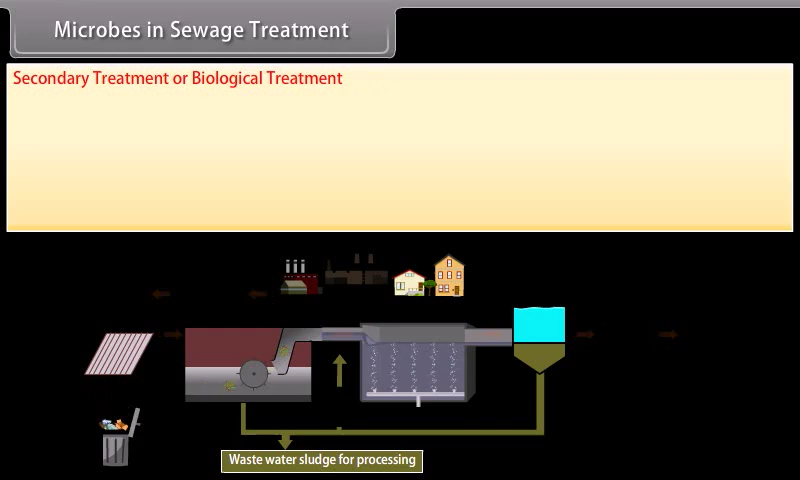 Microbes in Sewage Treatment
Secondary Treatment or Biological Treatment
Waste water sludge for processing